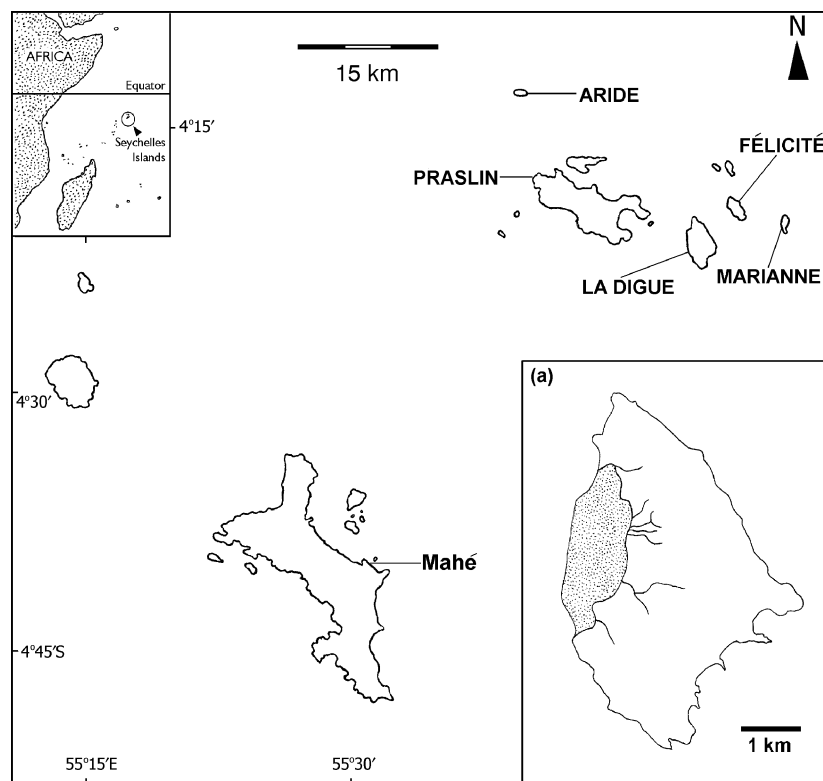 AFRICA
Equator
Seychelles
Islands
15 km
N
4°15′
ARIDE
FÉLICITÉ
PRASLIN
LA DIGUE
MARIANNE
4°30′
(a)
Mahé
4°45′S
1 km
55°15′E
55°30′